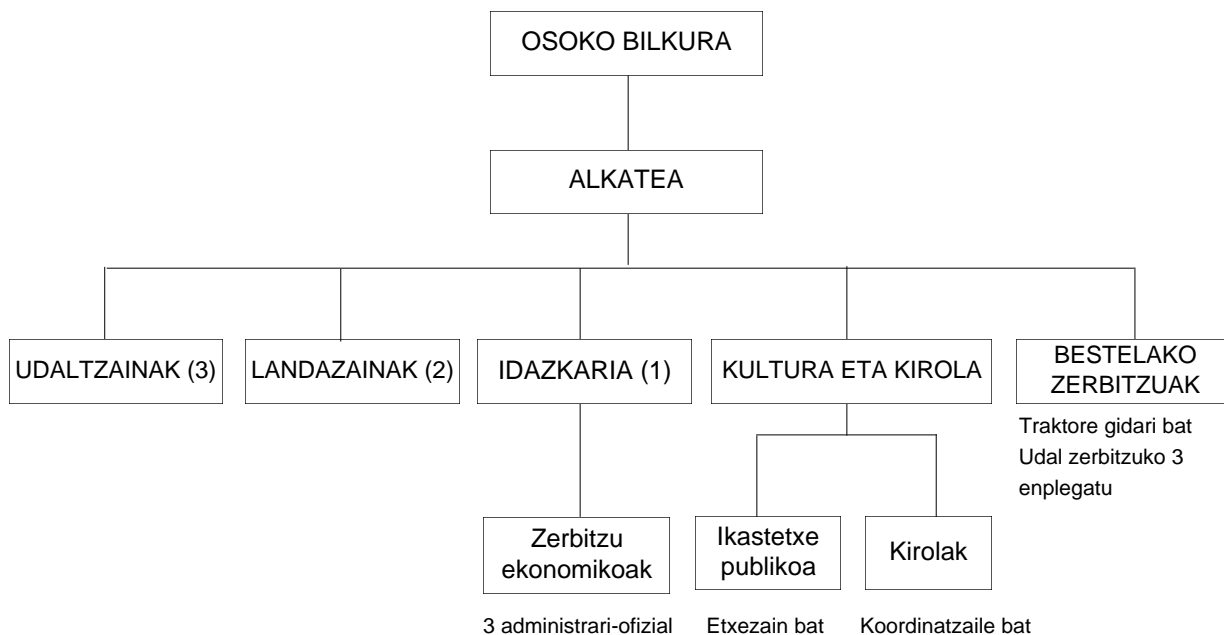 OSOKO BILKURA
ALKATEA
UDALTZAINAK (3)
LANDAZAINAK (2)
IDAZKARIA (1)
KULTURA ETA KIROLA
BESTELAKO
ZERBITZUAK
Traktore gidari bat
Udal zerbitzuko 3
enplegatu
Zerbitzu
ekonomikoak
Ikastetxe
publikoa
Kirolak
3 administrari-ofizial
Etxezain bat
Koordinatzaile bat